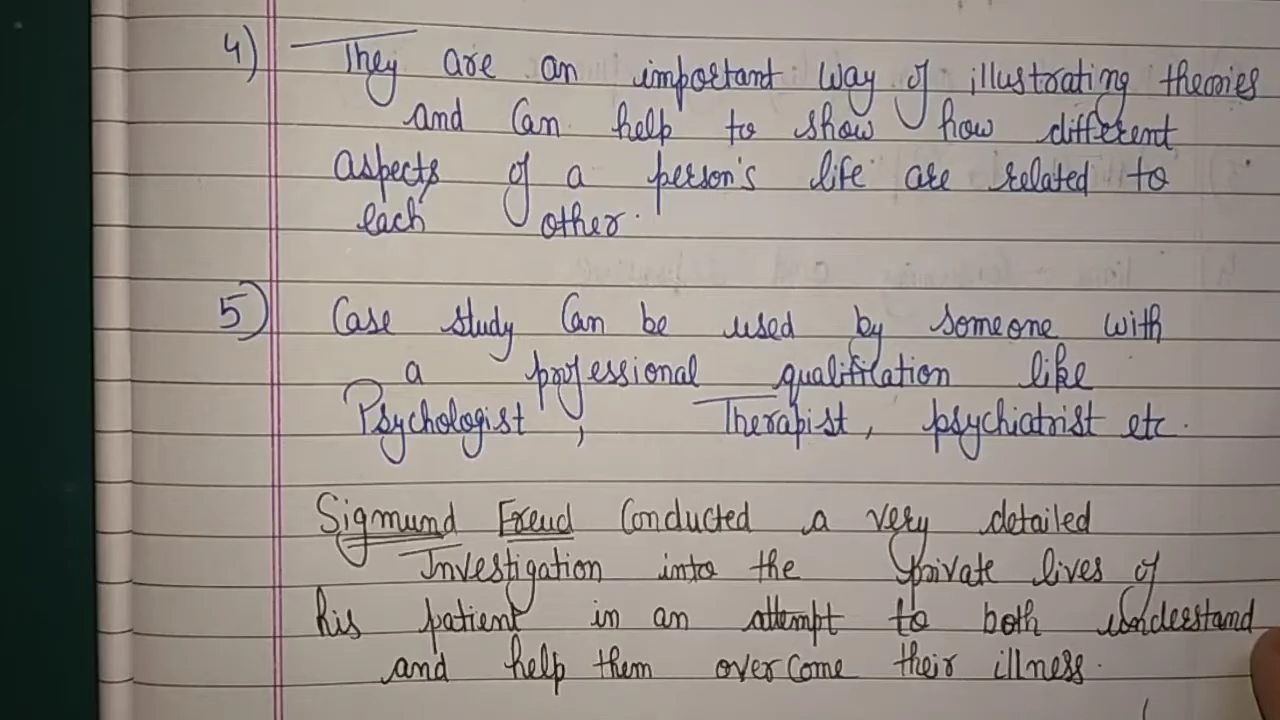 4) They are an important way of illustrating theories
and can help to show how different
aspects of a person's life are related to
each other.
5) Case study can be used by someone with
a professional qualification like
Psychologist, Therapist, psychiatrist etc.
Sigmund Freud conducted a very detailed
Investigation into the private lives of
his patient in an attempt to both understand
and help them overcome their illness.